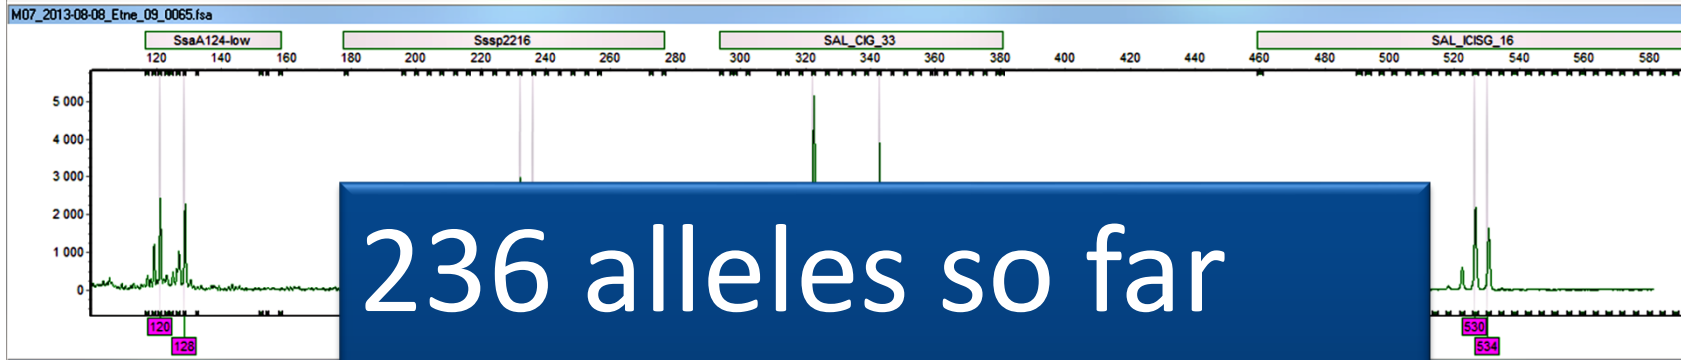 M07_2013-08-08_Etne_09_0065.fsa
SsaA124-low Sssp2216 SAL_CIG_33 SAL_ICISG_16
120 140 160 180 200 220 240 260 280 300 320 340 360 380 400 420 440 460 480 500 520 540 560 580
5 000
4 000
3 000
2 000
1 000
0
236 alleles so far
120 530
128 534